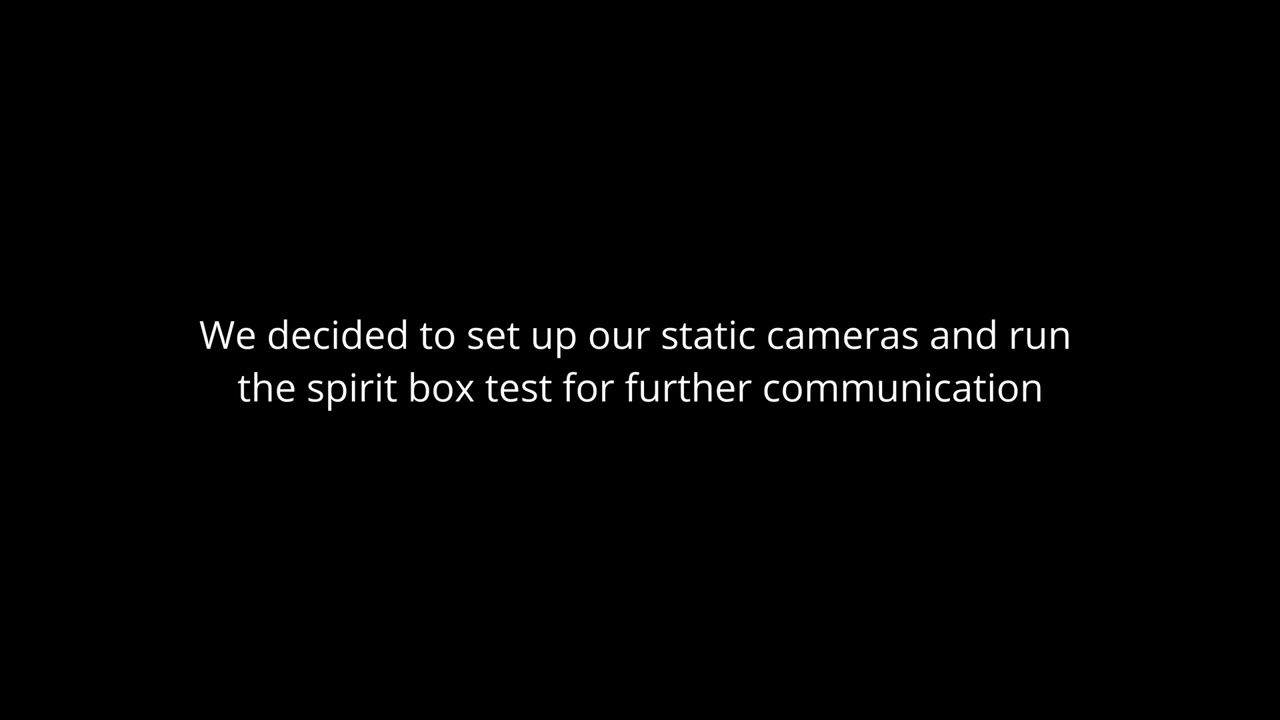 We decided to set up our static cameras and run
the spirit box test for further communication